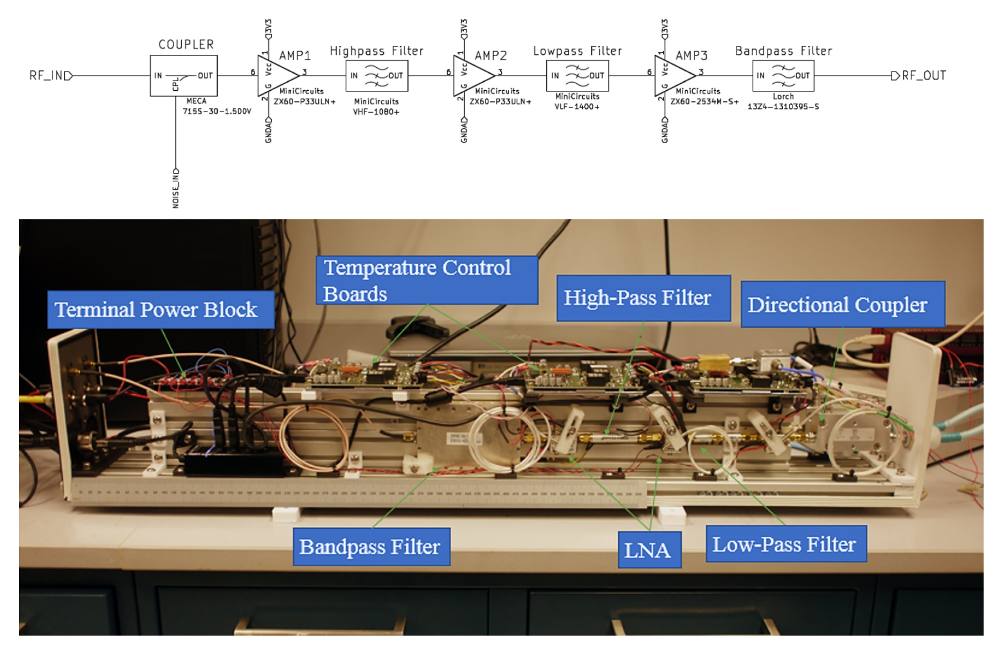 COUPLER
RF_IN
IN
OUT
CPL
MECA
715S-30-1.500V
NOISE_IN
3V3
1
AMP1
6
Vcc
3
G
2
MiniCircuits
ZX60-P33ULN+
GNDA
Highpass Filter
IN
OUT
MiniCircuits
VHF-1080+
3V3
1
AMP2
6
Vcc
3
G
2
MiniCircuits
ZX60-P33ULN+
GNDA
Lowpass Filter
IN
OUT
MiniCircuits
VLF-1400+
3V3
1
AMP3
6
Vcc
3
G
2
MiniCircuits
ZX60-2534M-S+
GNDA
Bandpass Filter
IN
OUT
Lorch
13Z4-1310395-S
RF_OUT
Temperature Control
Boards
High-Pass Filter
Directional Coupler
Terminal Power Block
Bandpass Filter
LNA
Low-Pass Filter